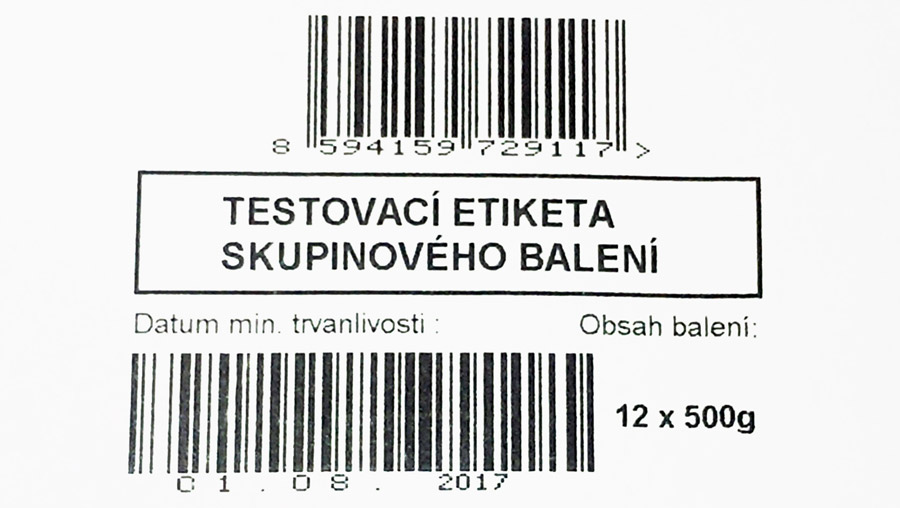 8 594159 729117 >
TESTOVACÍ ETIKETA
SKUPINOVÉHO BALENÍ
Datum min. trvanlivosti : Obsah balení:
12 x 500g
01.08. 2017